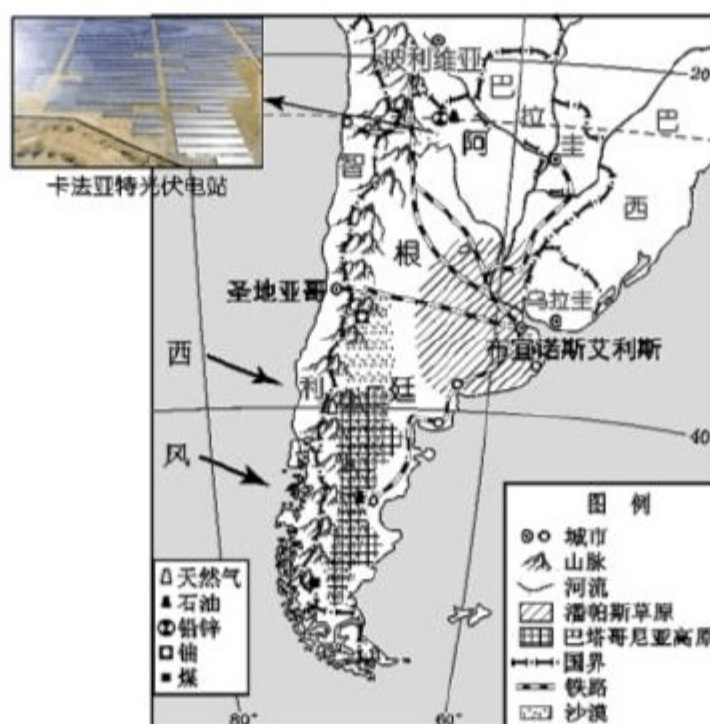 卡法亚特光伏电站
玻利维亚
巴拉圭
巴西
智利
阿根廷
乌拉圭
圣地亚哥
布宜诺斯艾利斯
西风
20°
40°
80°
60°
天然气
石油
铅锌
铀
煤
图 例
城市
山脉
河流
潘帕斯草原
巴塔哥尼亚高原
国界
铁路
沙漠